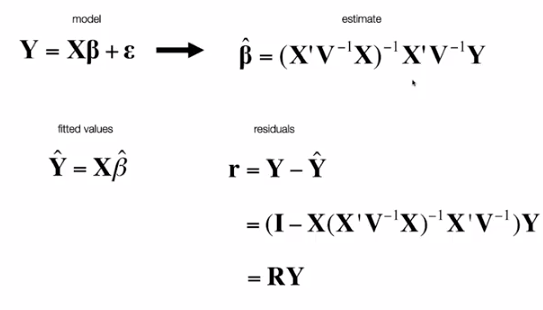 model
estimate
Y = Xβ + ε → β̂ = (X'V⁻¹X)⁻¹X'V⁻¹Y
fitted values
residuals
Ŷ = Xβ̂
r = Y − Ŷ
= (I − X(X'V⁻¹X)⁻¹X'V⁻¹)Y
= RY